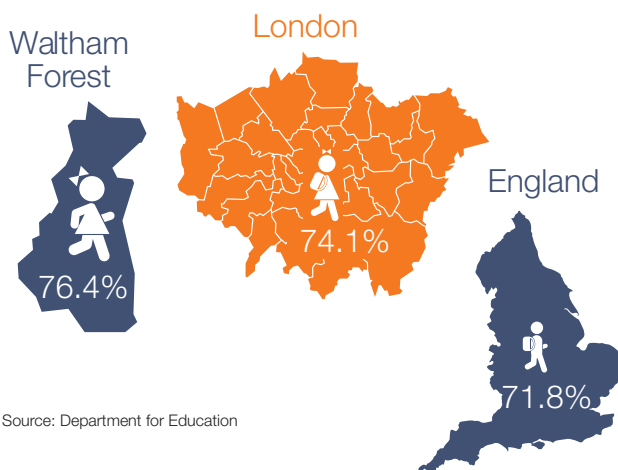 Waltham
Forest
76.4%
London
74.1%
England
71.8%
Source: Department for Education